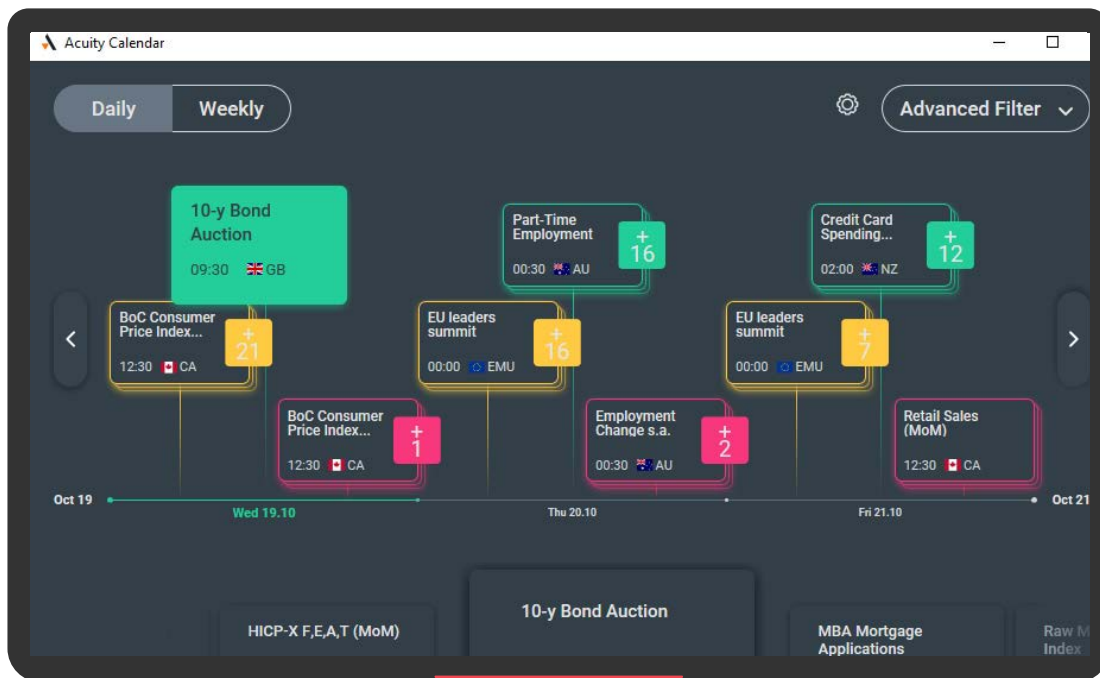 Acuity Calendar
Daily
Weekly
Advanced Filter
10-y Bond
Auction
09:30 GB
Part-Time
Employment
00:30 AU
+
16
Credit Card
Spending...
02:00 NZ
+
12
BoC Consumer
Price Index...
12:30 CA
+
21
EU leaders
summit
00:00 EMU
+
16
EU leaders
summit
00:00 EMU
+
7
BoC Consumer
Price Index...
12:30 CA
+
1
Employment
Change s.a.
00:30 AU
+
2
Retail Sales
(MoM)
12:30 CA
Oct 19
Wed 19.10
Thu 20.10
Fri 21.10
Oct 21
HICP-X F,E,A,T (MoM)
10-y Bond Auction
MBA Mortgage
Applications
Raw
Index